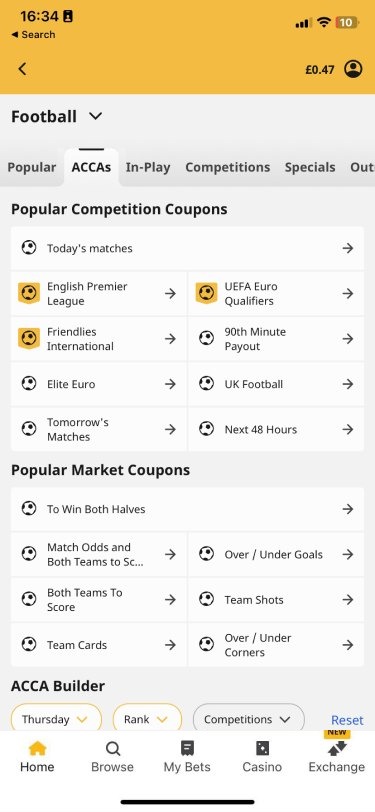 16:34
10
Search
£0.47
Football
Popular ACCAs In-Play Competitions Specials Out
Popular Competition Coupons
Today's matches
English Premier
League
UEFA Euro
Qualifiers
Friendlies
International
90th Minute
Payout
Elite Euro
UK Football
Tomorrow's
Matches
Next 48 Hours
Popular Market Coupons
To Win Both Halves
Match Odds and
Both Teams to Sc...
Over / Under Goals
Both Teams To
Score
Team Shots
Team Cards
Over / Under
Corners
ACCA Builder
Thursday Rank Competitions Reset
NEW
Home Browse My Bets Casino Exchange